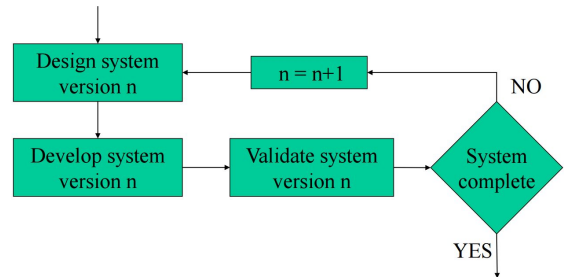 Design system
version n
n = n+1
NO
Develop system
version n
Validate system
version n
System
complete
YES